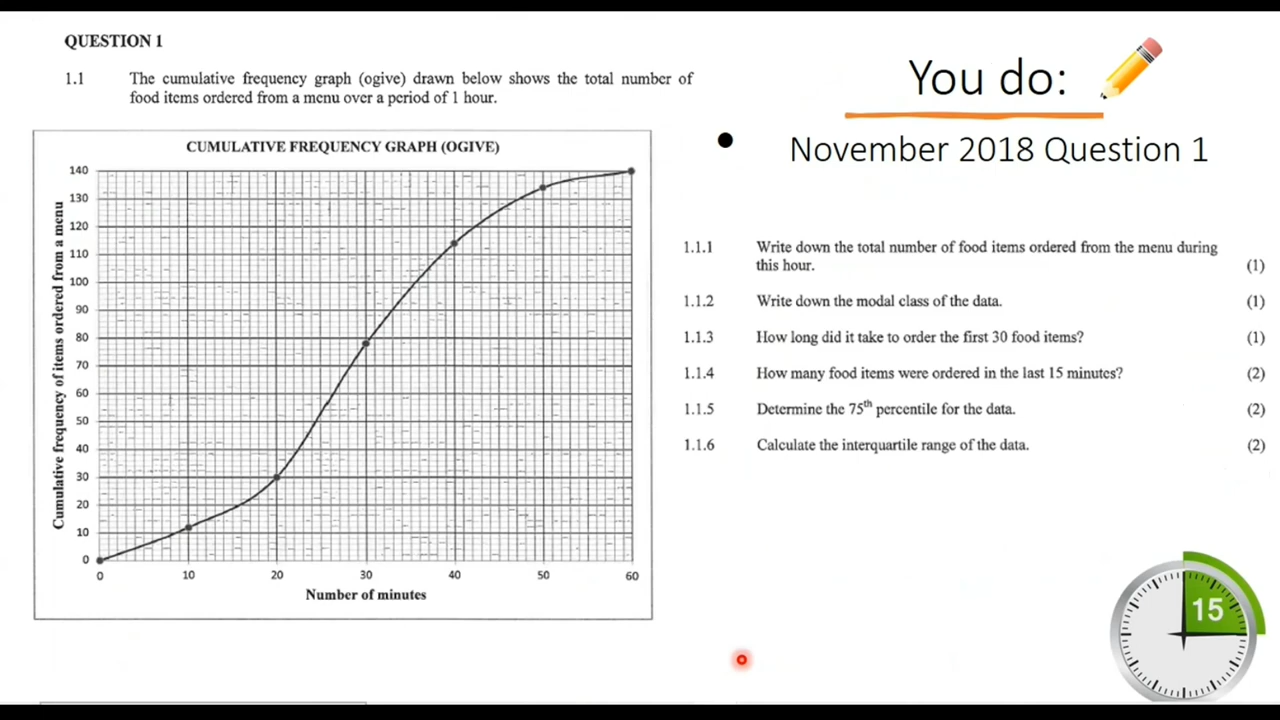 QUESTION 1
1.1 The cumulative frequency graph (ogive) drawn below shows the total number of
food items ordered from a menu over a period of 1 hour.
CUMULATIVE FREQUENCY GRAPH (OGIVE)
Cumulative frequency of items ordered from a menu
140
130
120
110
100
90
80
70
60
50
40
30
20
10
0
0 10 20 30 40 50 60
Number of minutes
You do:
• November 2018 Question 1
1.1.1 Write down the total number of food items ordered from the menu during
this hour. (1)
1.1.2 Write down the modal class of the data. (1)
1.1.3 How long did it take to order the first 30 food items? (1)
1.1.4 How many food items were ordered in the last 15 minutes? (2)
1.1.5 Determine the 75th percentile for the data. (2)
1.1.6 Calculate the interquartile range of the data. (2)
15